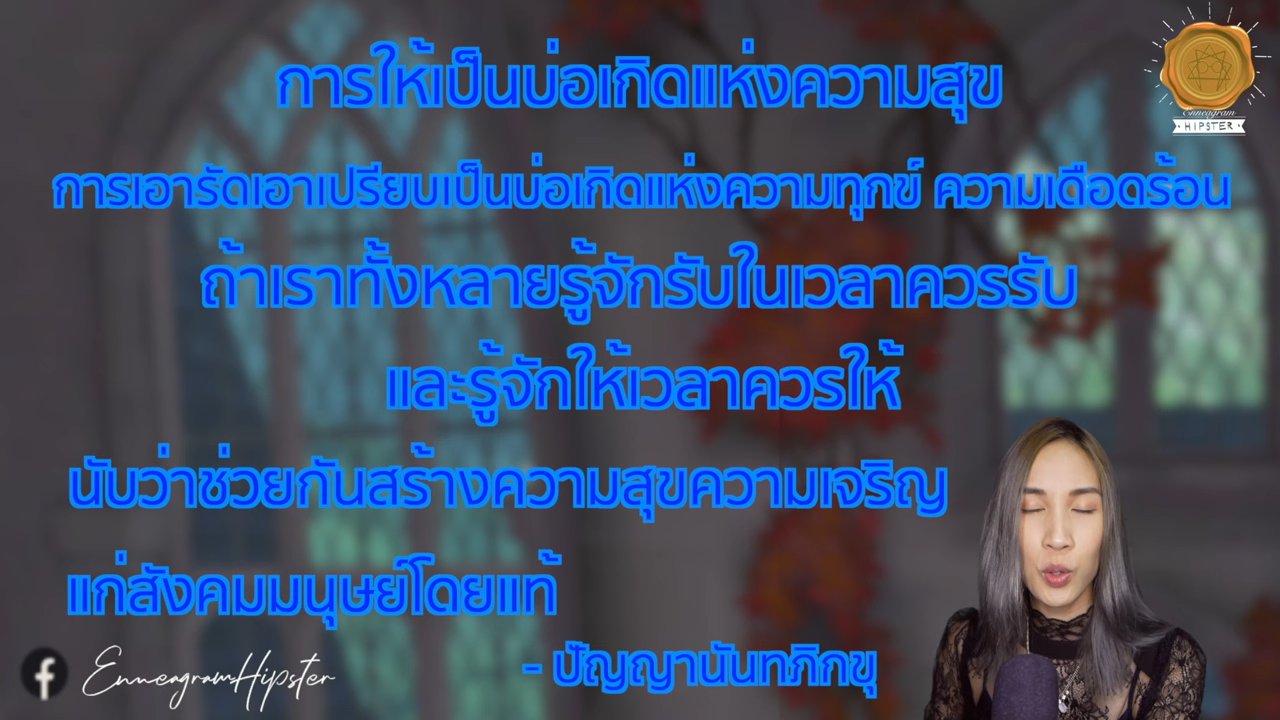 การให้เป็นบ่อเกิดแห่งความสุข
การเอารัดเอาเปรียบเป็นบ่อเกิดแห่งความทุกข์ ความเดือดร้อน
ถ้าเราทั้งหลายรู้จักรับในเวลาควรรับ
และรู้จักให้เวลาควรให้
นับว่าช่วยกันสร้างความสุขความเจริญ
แก่สังคมมนุษย์โดยแท้
- ปัญญานันทภิกขุ
Enneagram
HIPSTER
f EnneagramHipster